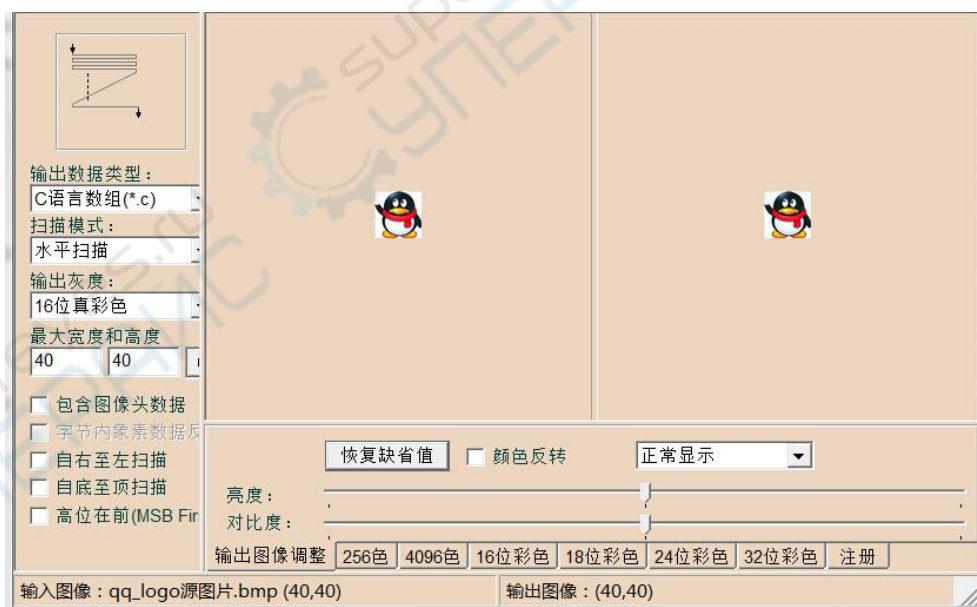 输出数据类型：
C语言数组(*.c)
扫描模式：
水平扫描
输出灰度：
16位真彩色
最大宽度和高度
40 40
包含图像头数据
字节内象素数据反
自右至左扫描
自底至顶扫描
高位在前(MSB Fir
恢复缺省值 颜色反转 正常显示
亮度：
对比度：
输出图像调整 256色 4096色 16位彩色 18位彩色 24位彩色 32位彩色 注册
输入图像：qq_logo源图片.bmp (40,40) 输出图像：(40,40)